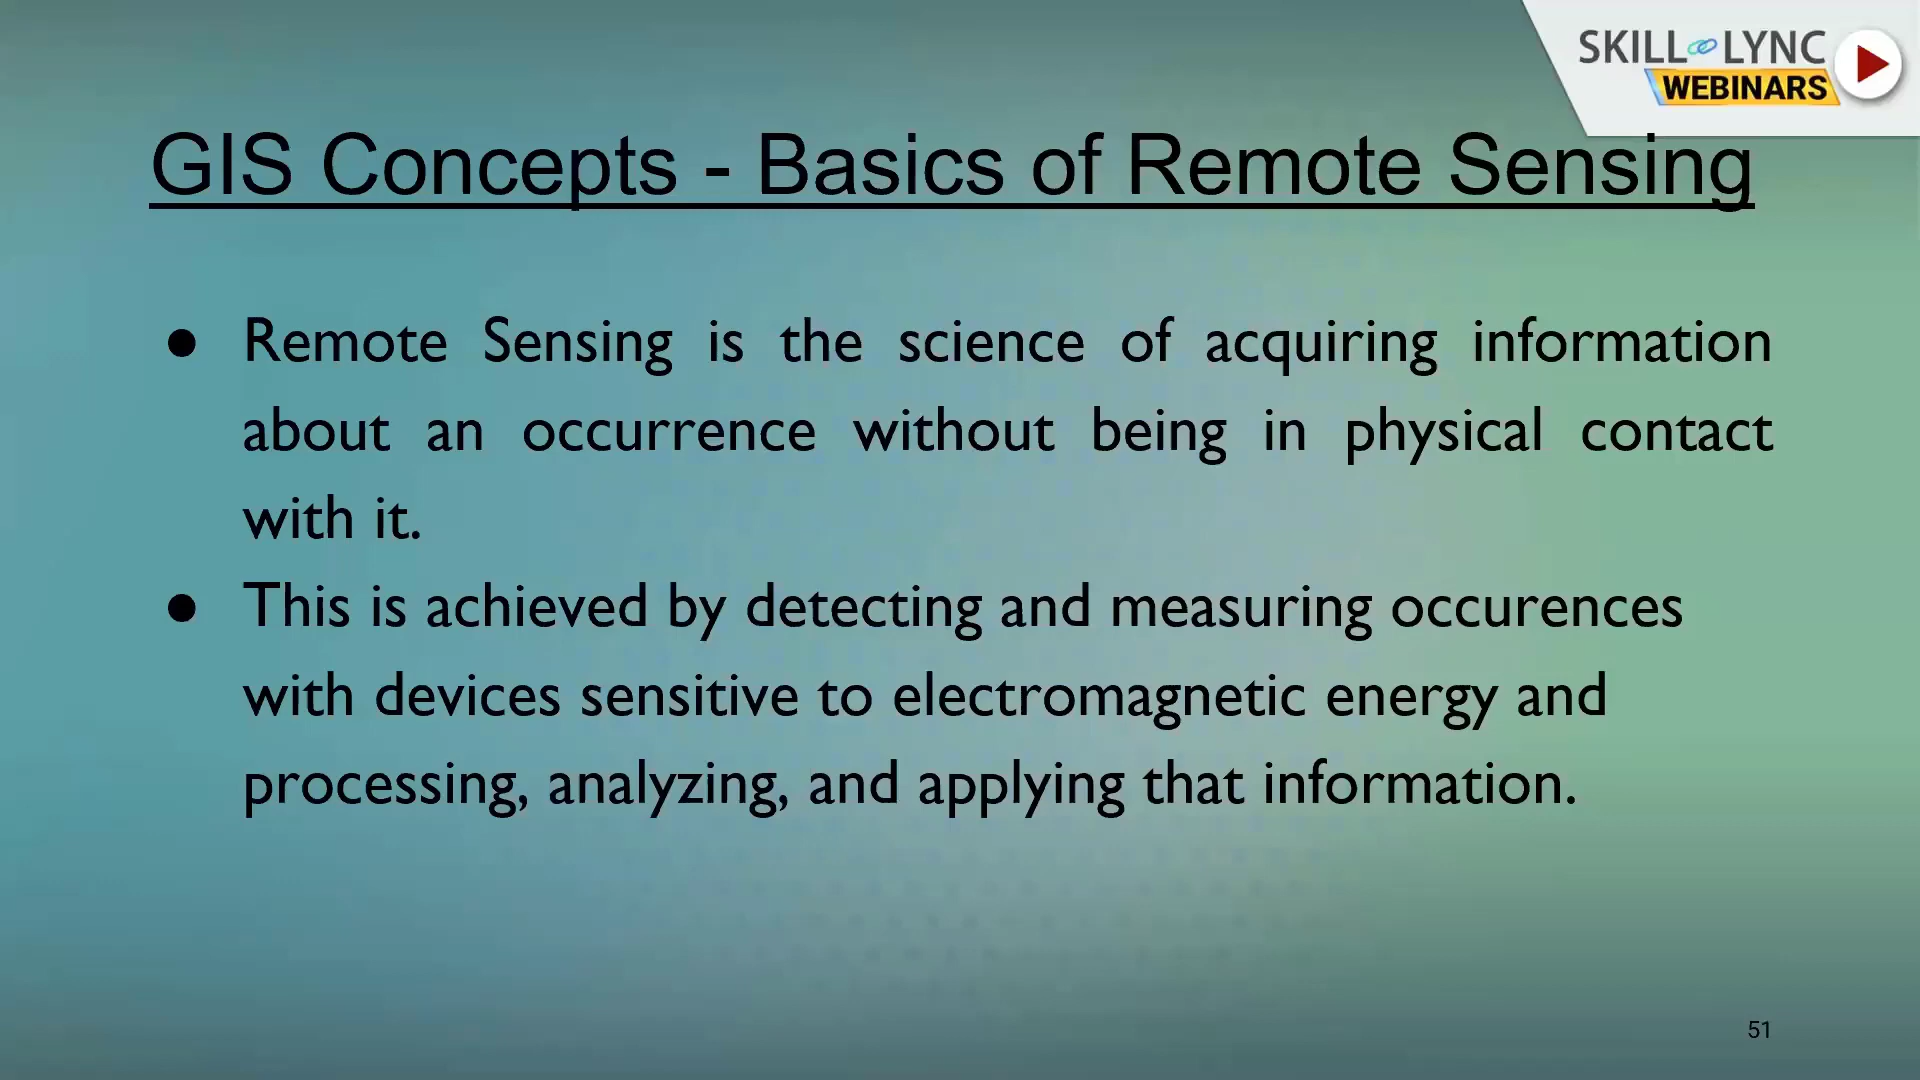 SKILL LYNC
WEBINARS
GIS Concepts - Basics of Remote Sensing
● Remote Sensing is the science of acquiring information
about an occurrence without being in physical contact
with it.
● This is achieved by detecting and measuring occurences
with devices sensitive to electromagnetic energy and
processing, analyzing, and applying that information.
51